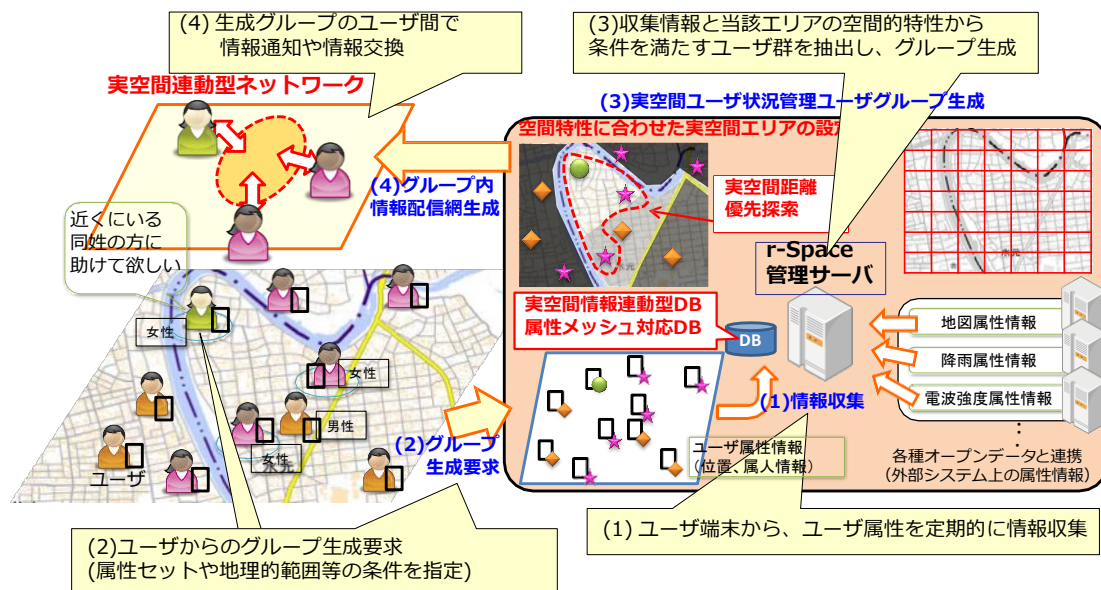 (4) 生成グループのユーザ間で
情報通知や情報交換
(3)収集情報と当該エリアの空間的特性から
条件を満たすユーザ群を抽出し、グループ生成
実空間連動型ネットワーク
(3)実空間ユーザ状況管理ユーザグループ生成
空間特性に合わせた実空間エリアの設定
(4)グループ内
情報配信網生成
実空間距離
優先探索
近くにいる
同姓の方に
助けて欲しい
r-Space
管理サーバ
実空間情報連動型DB
属性メッシュ対応DB
DB
地図属性情報
降雨属性情報
電波強度属性情報
女性
女性
男性
女性
ユーザ
(1)情報収集
(2)グループ
生成要求
ユーザ属性情報
(位置、属人情報)
各種オープンデータと連携
(外部システム上の属性情報)
(1) ユーザ端末から、ユーザ属性を定期的に情報収集
(2)ユーザからのグループ生成要求
(属性セットや地理的範囲等の条件を指定)